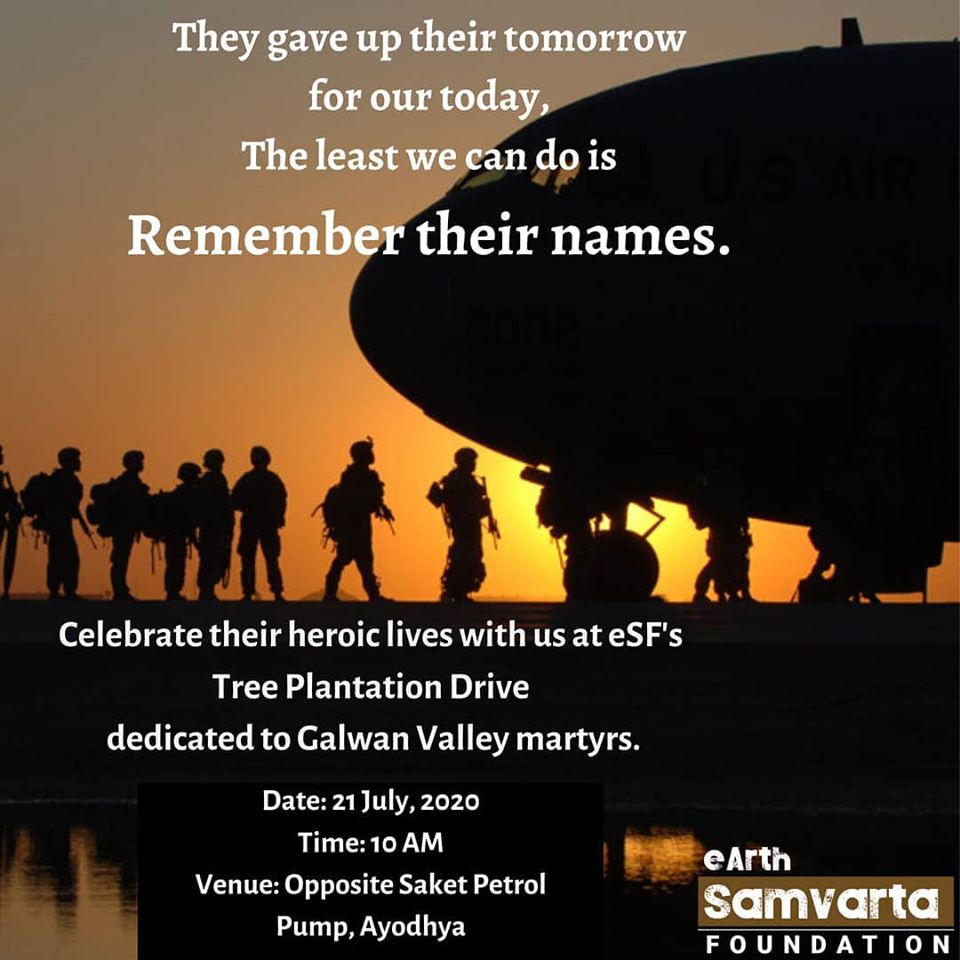 They gave up their tomorrow
for our today,
The least we can do is
Remember their names.
U.S. AIR
0002
Celebrate their heroic lives with us at eSF's
Tree Plantation Drive
dedicated to Galwan Valley martyrs.
Date: 21 July, 2020
Time: 10 AM
Venue: Opposite Saket Petrol
Pump, Ayodhya
eArth
Samvarta
FOUNDATION